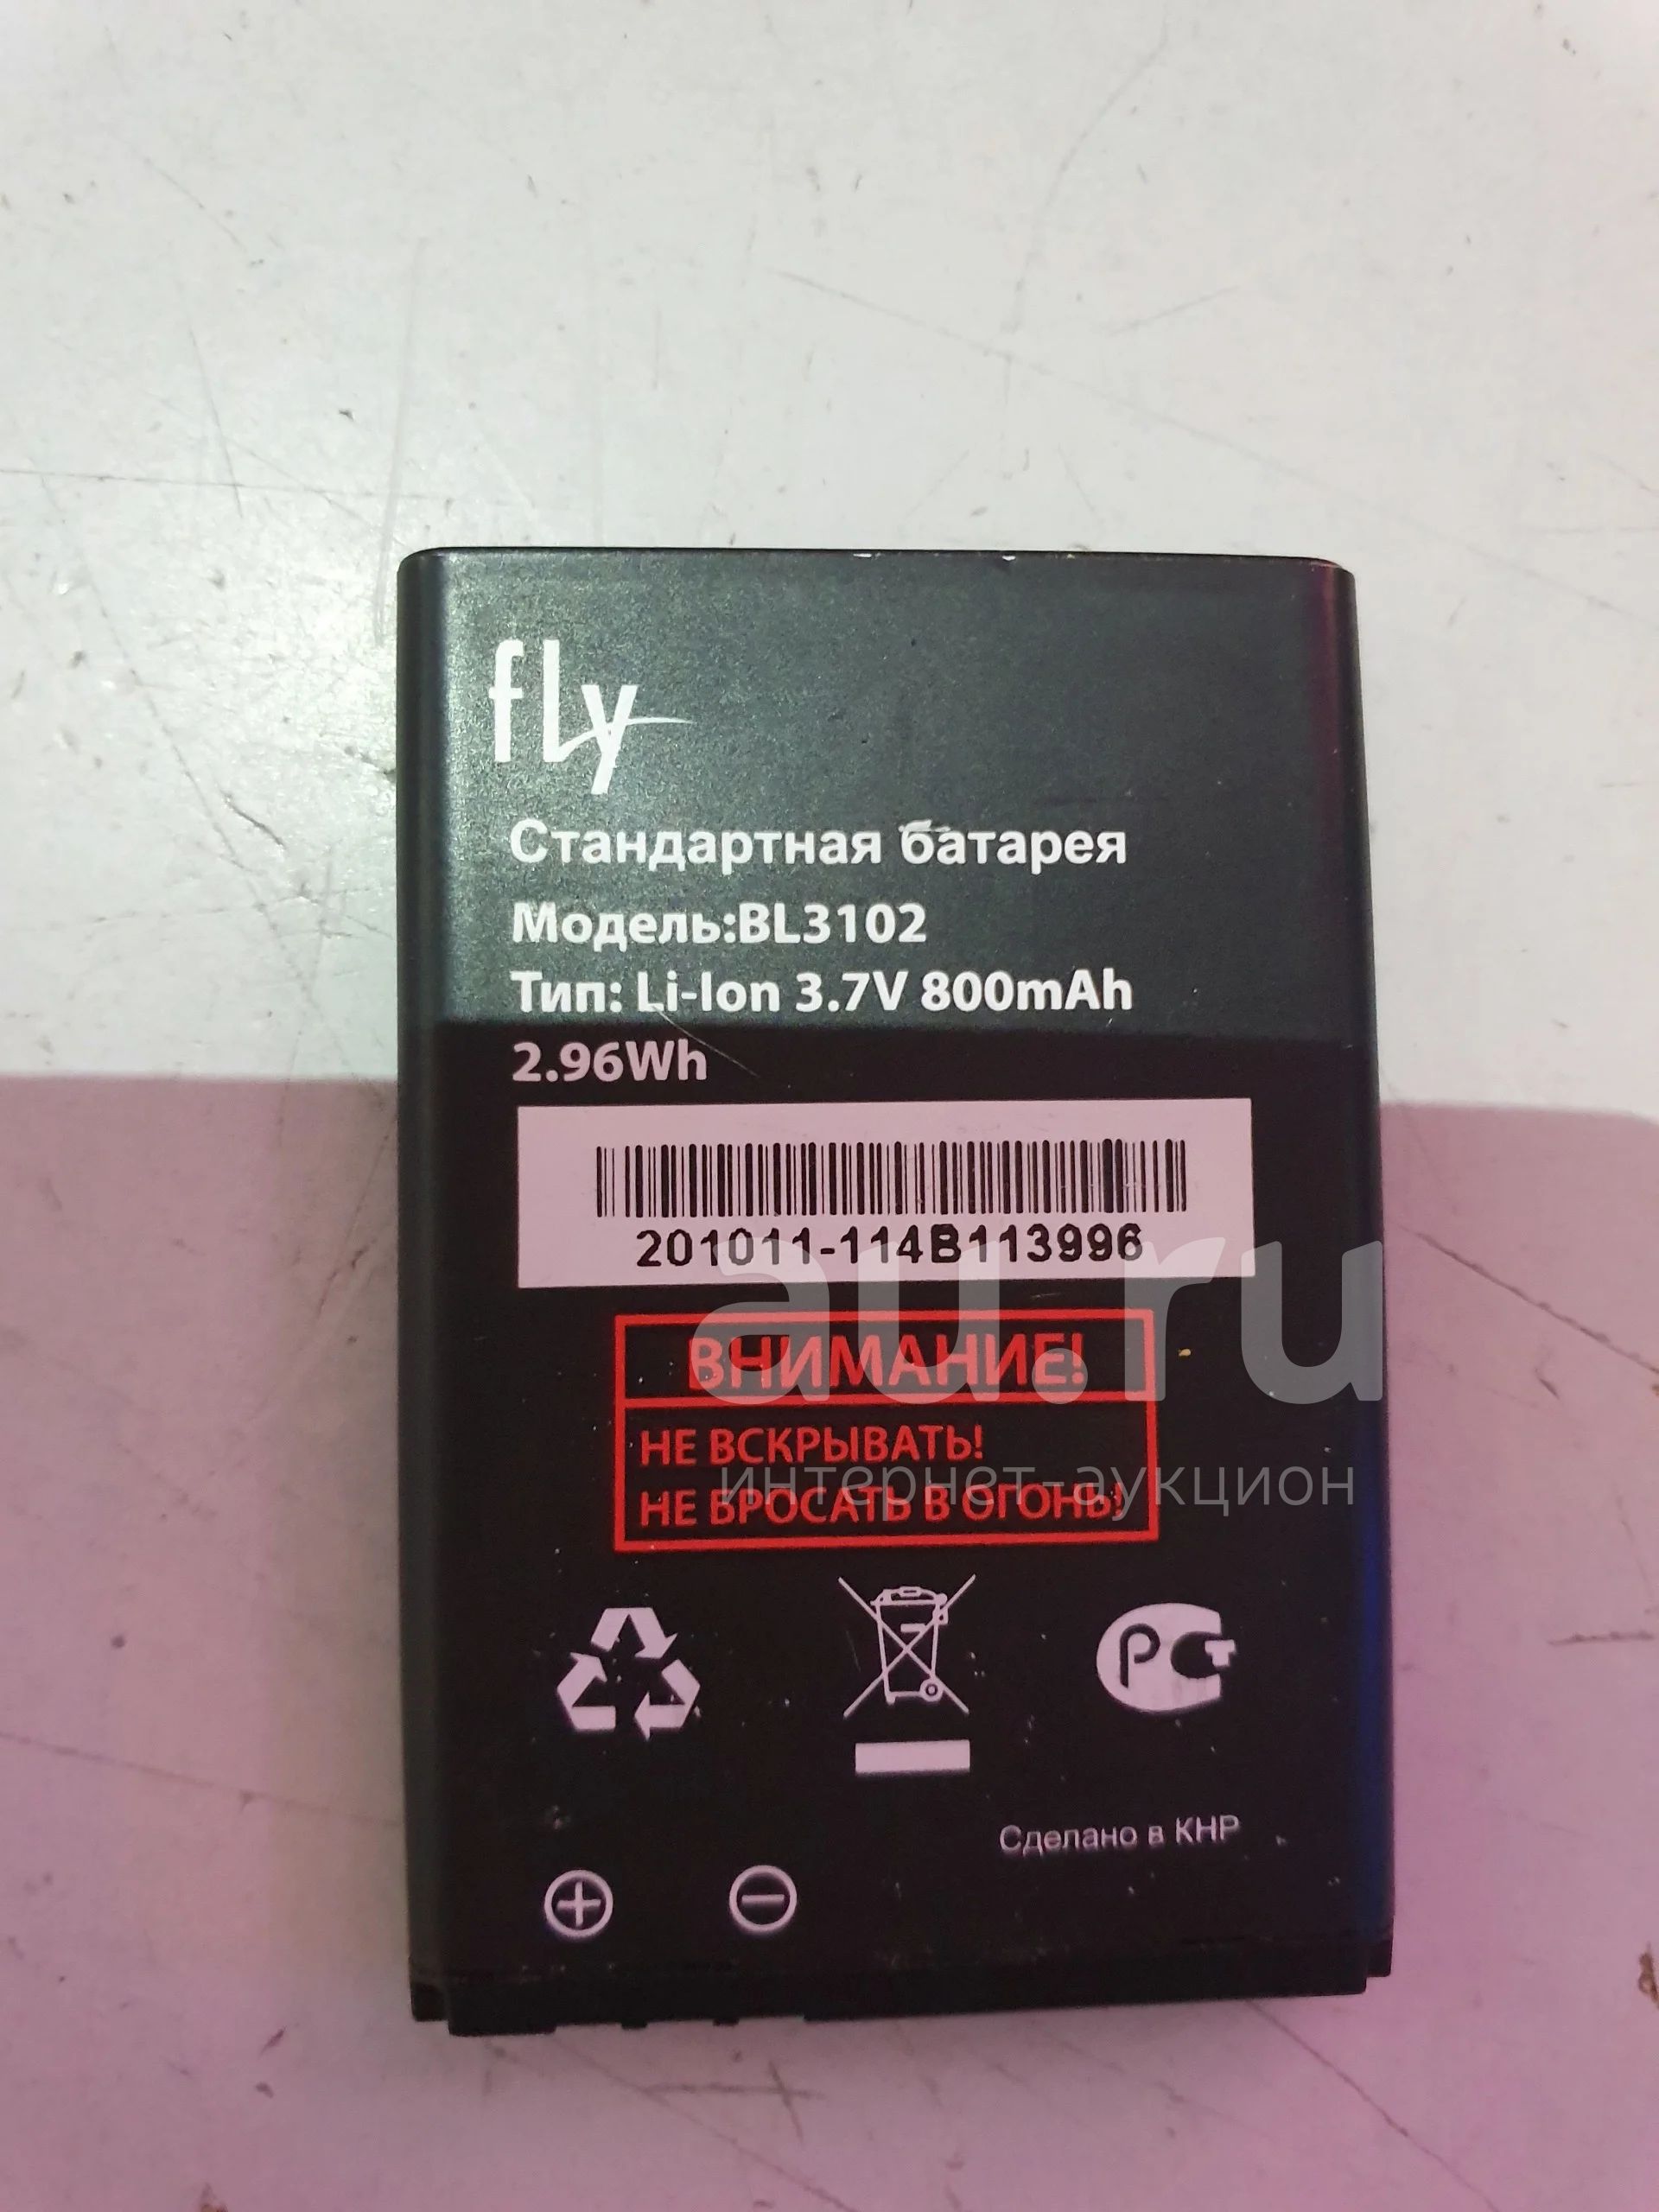 fly
Стандартная батарея
Модель:BL3102
Тип: Li-Ion 3.7V 800mAh
2.96Wh
201011-114B113996
au.ru
ВНИМАНИЕ!
НЕ ВСКРЫВАТЬ!
интернет-аукцион
НЕ БРОСАТЬ В ОГОНЬ!
РСТ
Сделано в КНР